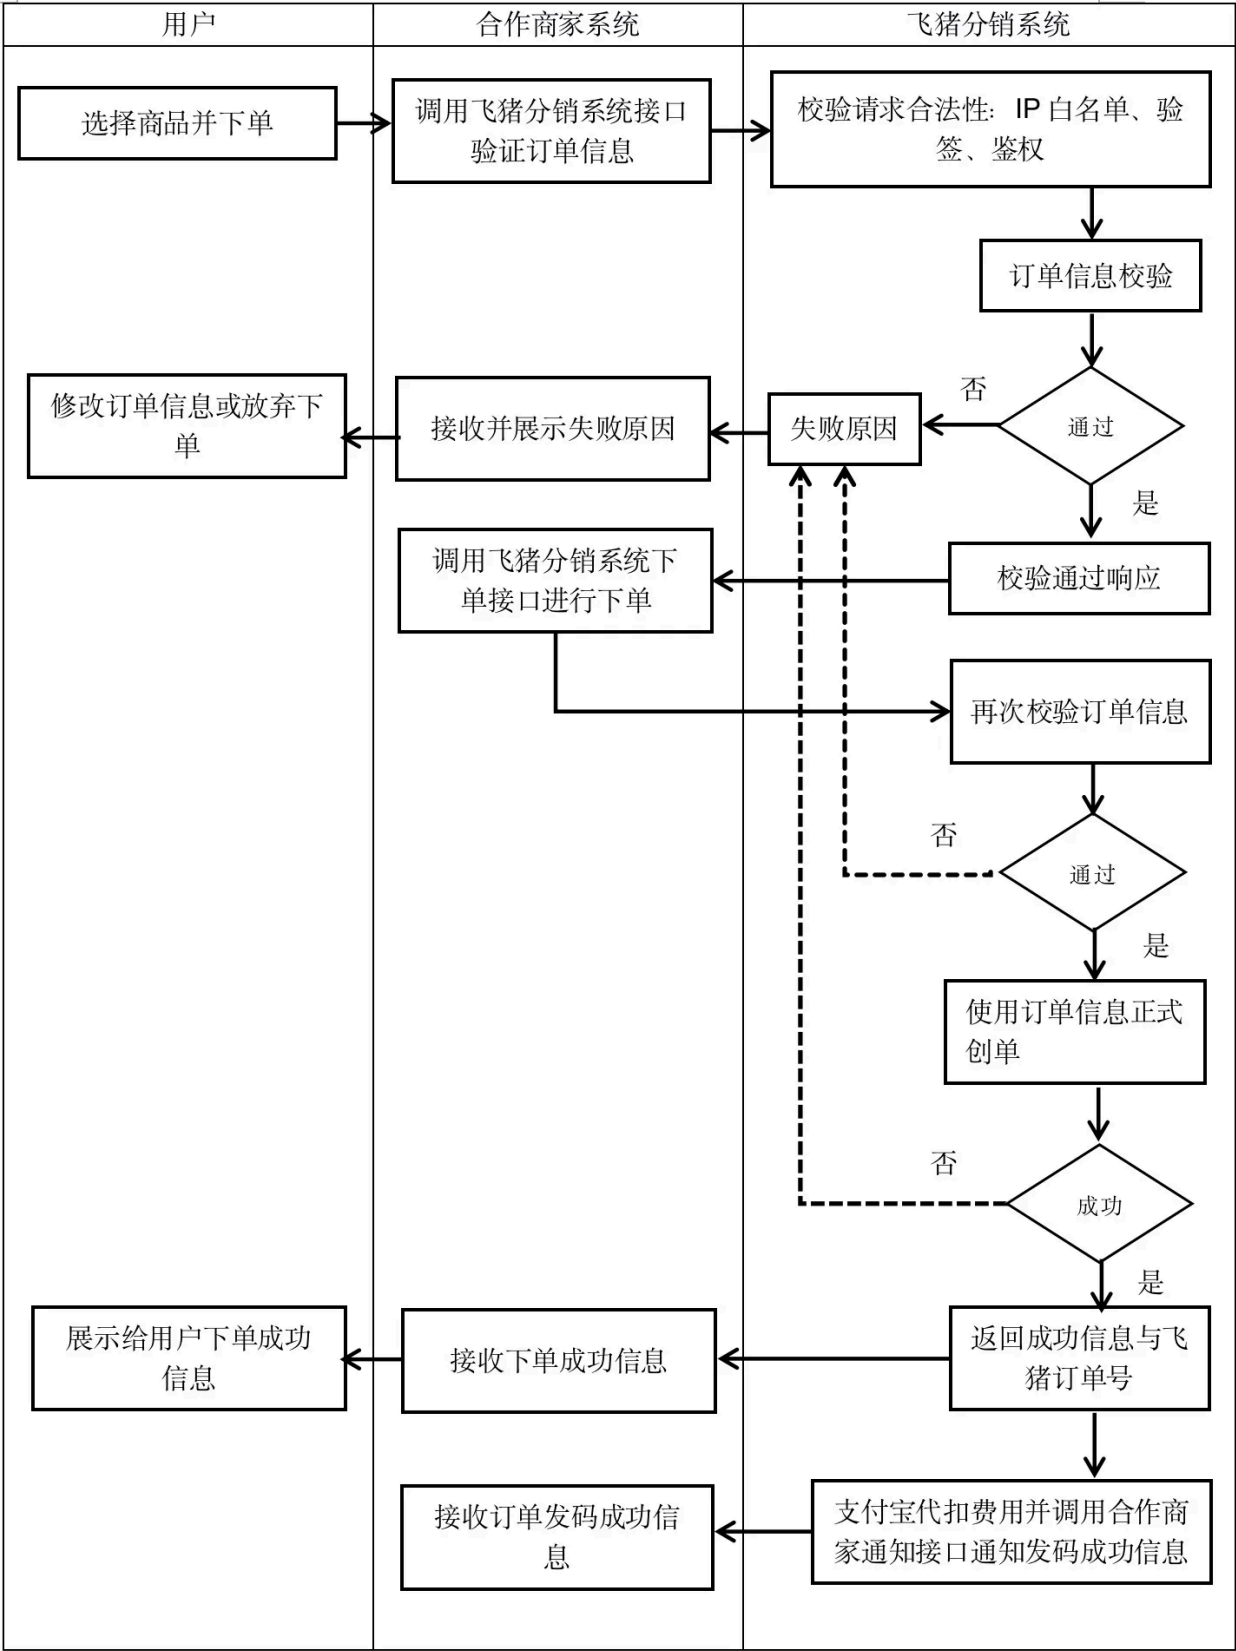 用户
合作商家系统
飞猪分销系统
选择商品并下单
调用飞猪分销系统接口
验证订单信息
校验请求合法性：IP 白名单、验
签、鉴权
订单信息校验
通过
否
是
失败原因
接收并展示失败原因
修改订单信息或放弃下
单
校验通过响应
调用飞猪分销系统下
单接口进行下单
再次校验订单信息
通过
否
是
使用订单信息正式
创单
成功
否
是
返回成功信息与飞
猪订单号
接收下单成功信息
展示给用户下单成功
信息
支付宝代扣费用并调用合作商
家通知接口通知发码成功信息
接收订单发码成功信
息